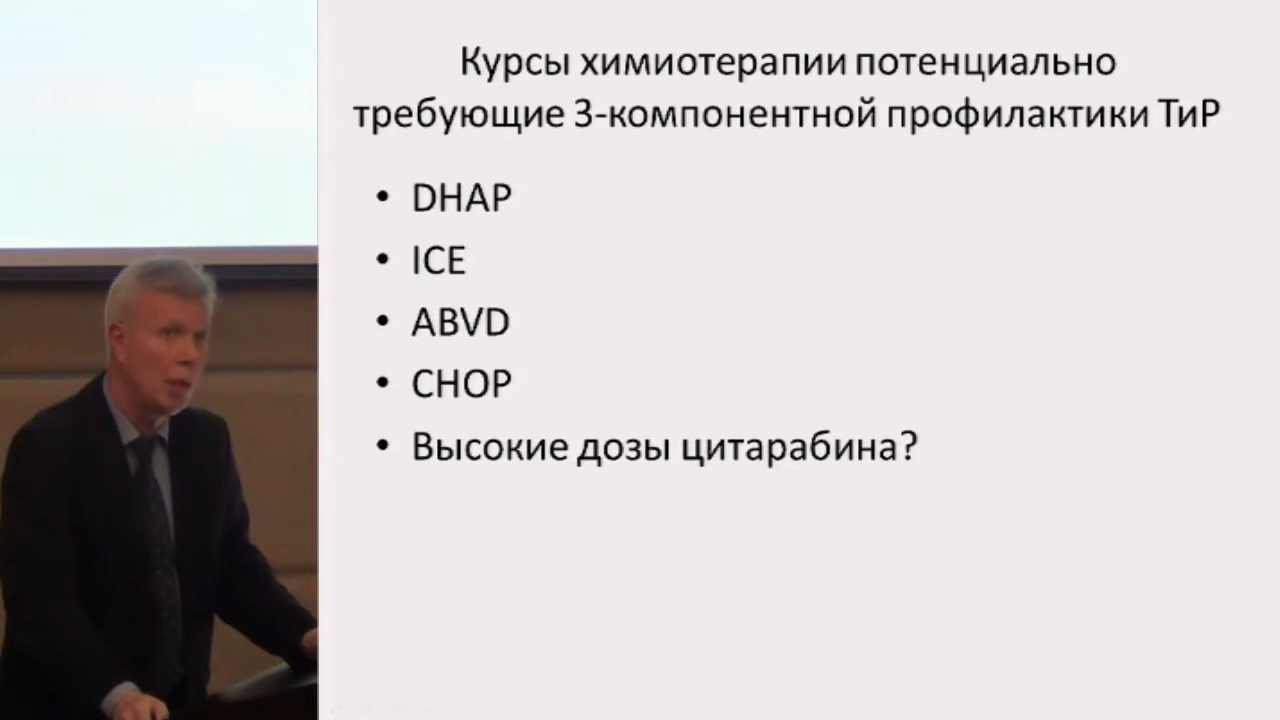 Курсы химиотерапии потенциально
требующие 3-компонентной профилактики ТиР
• DHAP
• ICE
• ABVD
• CHOP
• Высокие дозы цитарабина?